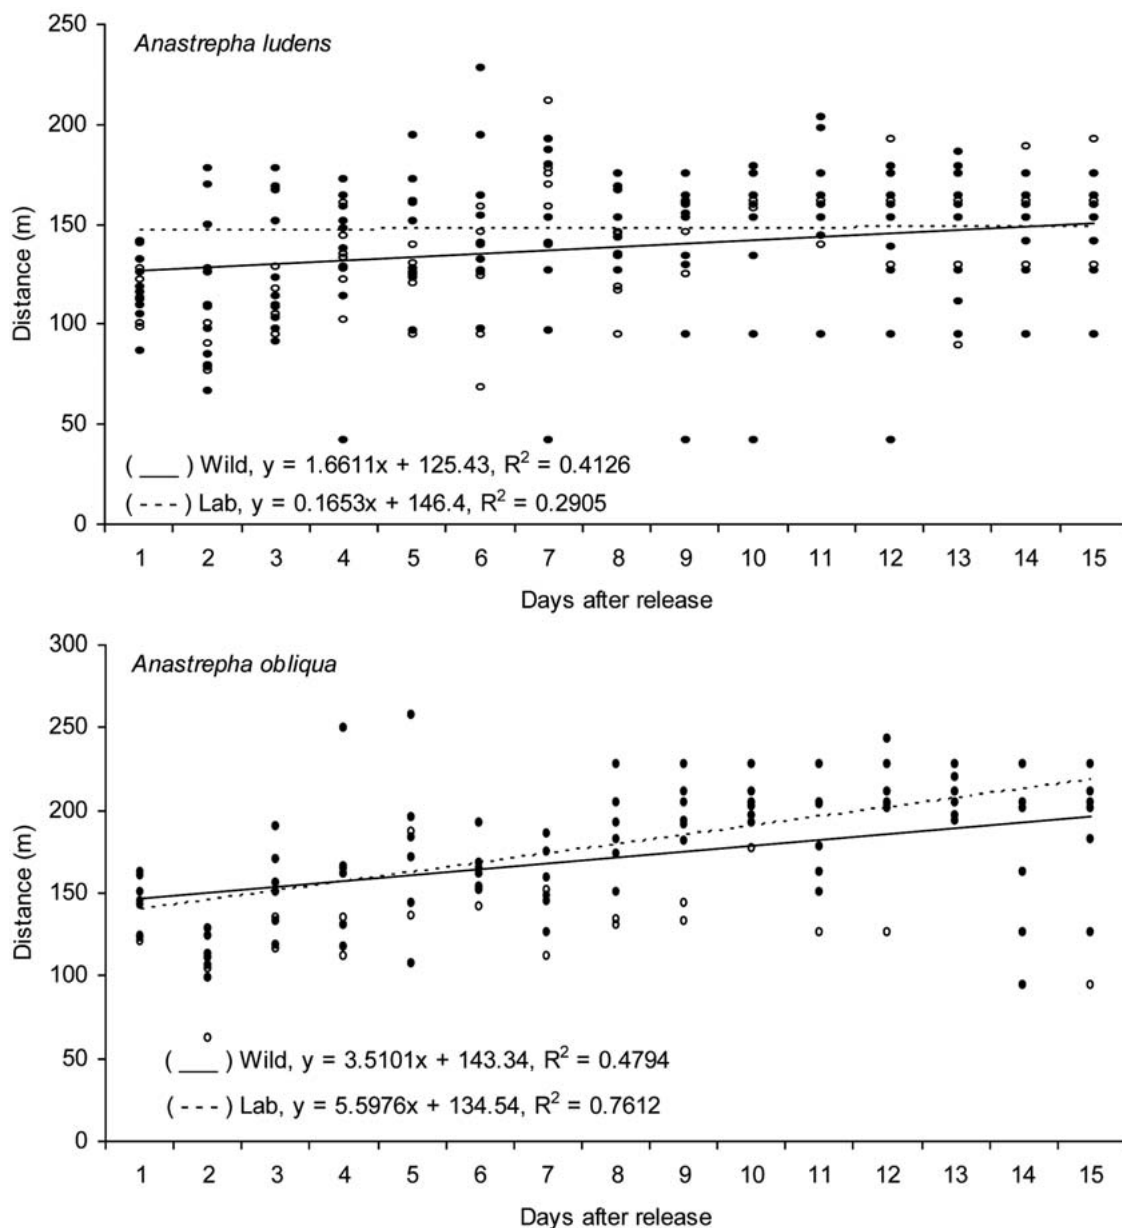 250
Anastrepha ludens
200
150
Distance (m)
100
50
( ___ ) Wild, y = 1.6611x + 125.43, R² = 0.4126
( - - - ) Lab, y = 0.1653x + 146.4, R² = 0.2905
0
1 2 3 4 5 6 7 8 9 10 11 12 13 14 15
Days after release
300
Anastrepha obliqua
250
200
Distance (m)
150
100
50
( ___ ) Wild, y = 3.5101x + 143.34, R² = 0.4794
( - - - ) Lab, y = 5.5976x + 134.54, R² = 0.7612
0
1 2 3 4 5 6 7 8 9 10 11 12 13 14 15
Days after release